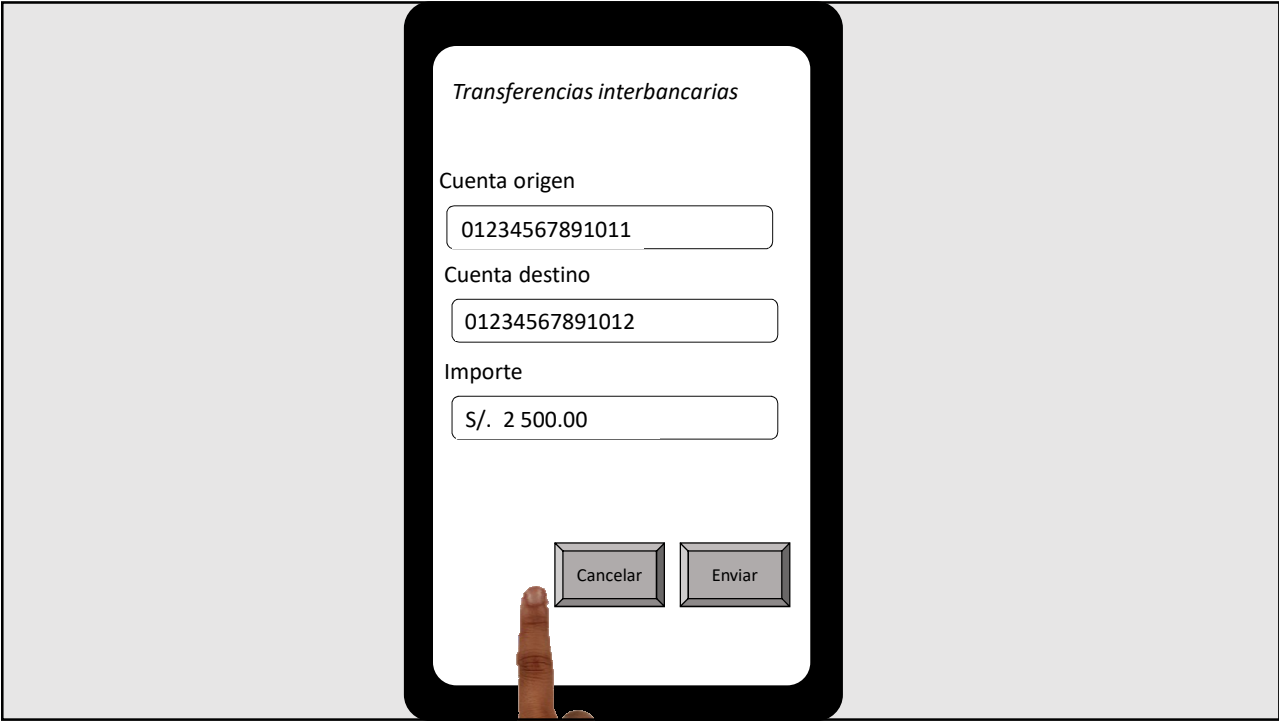 Transferencias interbancarias
Cuenta origen
01234567891011
Cuenta destino
01234567891012
Importe
S/.  2 500.00
Cancelar
Enviar